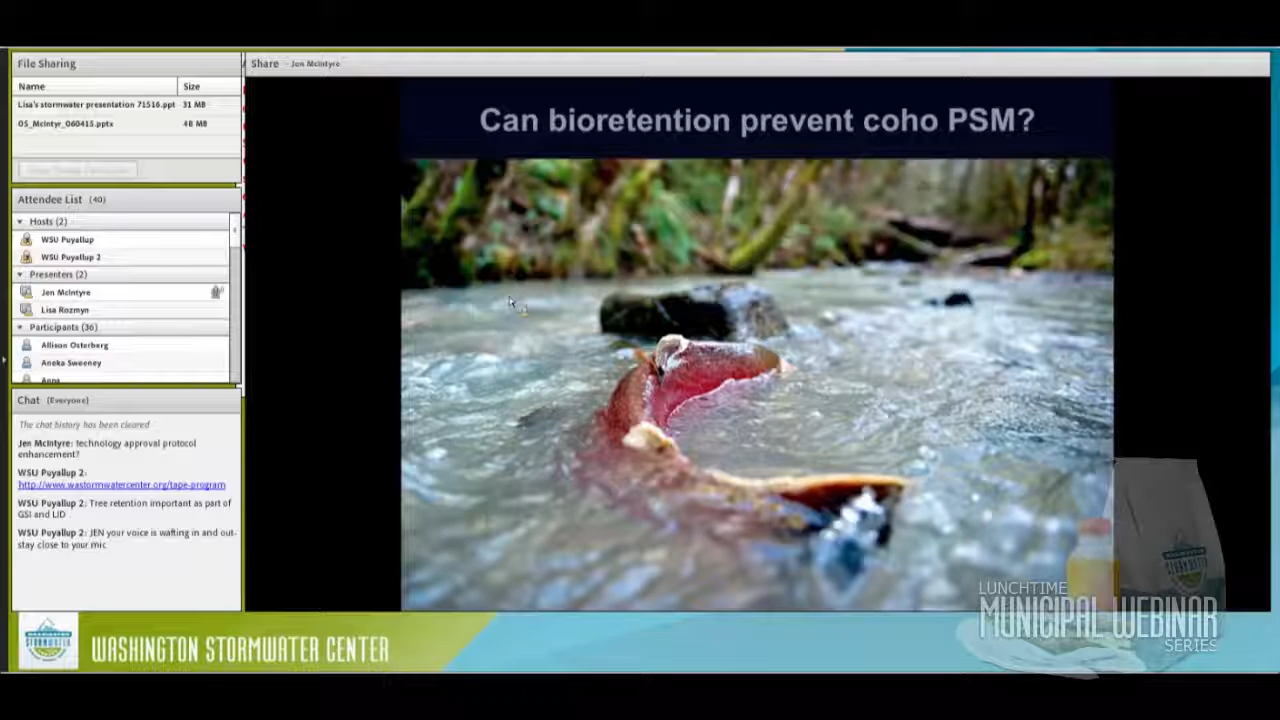 File Sharing
Name Size
Lisa's stormwater presentation 71516.ppt 31 MB
OS_McIntyr_060415.pptx 48 MB
Attendee List (40)
Hosts (2)
WSU Puyallup
WSU Puyallup 2
Presenters (2)
Jen McIntyre
Lisa Rozmyn
Participants (36)
Allison Osterberg
Aneka Sweeney
Anna
Chat (Everyone)
The chat history has been cleared
Jen McIntyre: technology approval protocol
enhancement?
WSU Puyallup 2:
http://www.wastormwatercenter.org/tape-program
WSU Puyallup 2: Tree retention important as part of
GSI and LID
WSU Puyallup 2: JEN your voice is wafting in and out-
stay close to your mic
Share - Jen McIntyre
Can bioretention prevent coho PSM?
WASHINGTON STORMWATER CENTER
LUNCHTIME
MUNICIPAL WEBINAR
SERIES